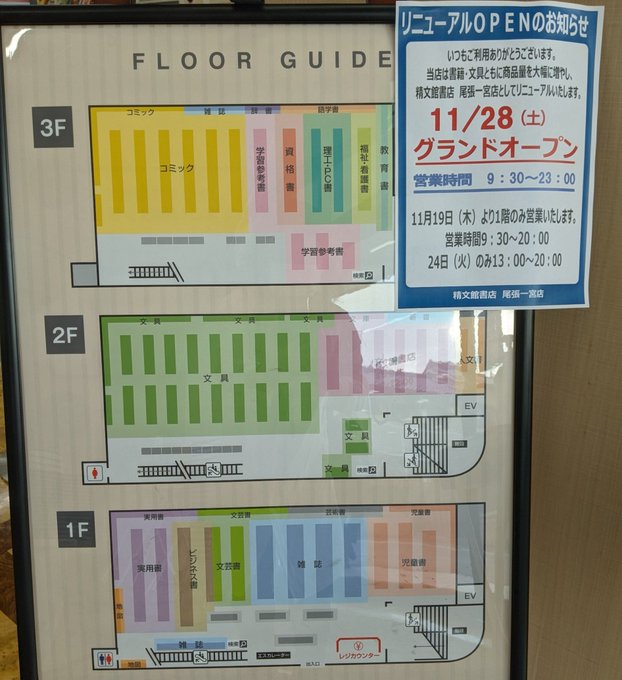 FLOOR GUIDE
リニューアルOPENのお知らせ
いつもご利用ありがとうございます。
当店は書籍・文具ともに商品量を大幅に増やし、
精文館書店 尾張一宮店としてリニューアルいたします。
11/28（土）
グランドオープン
営業時間 9：30〜23：00
11月19日（木）より1階のみ営業いたします。
営業時間9：30〜20：00
24日（火）のみ13：00〜20：00
精文館書店 尾張一宮店
3F
コミック 雑誌 辞書 語学書
コミック
学習参考書
資格書
理工・PC書
福祉・看護書
教育書
学習参考書
検索
2F
文具 文具 文具
文具
人文書
文具
文具
検索
EV
1F
実用書 文芸書 芸術書 児童書
実用書
ビジネス書
文芸書
雑誌
児童書
地図
雑誌
検索
地図
エスカレーター
出入口
レジカウンター
EV